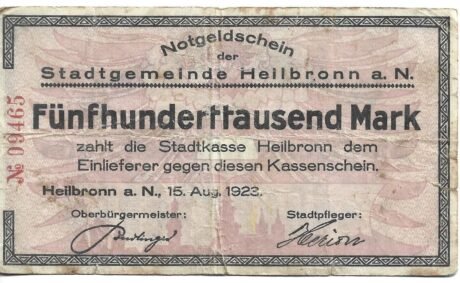 Notgeldschein
der
Stadtgemeinde Heilbronn a. N.
Fünfhunderttausend Mark
zahlt die Stadtkasse Heilbronn dem
Einlieferer gegen diesen Kassenschein.
Heilbronn a. N., 15. Aug. 1923.
Oberbürgermeister: Stadtpfleger:
№ 09465